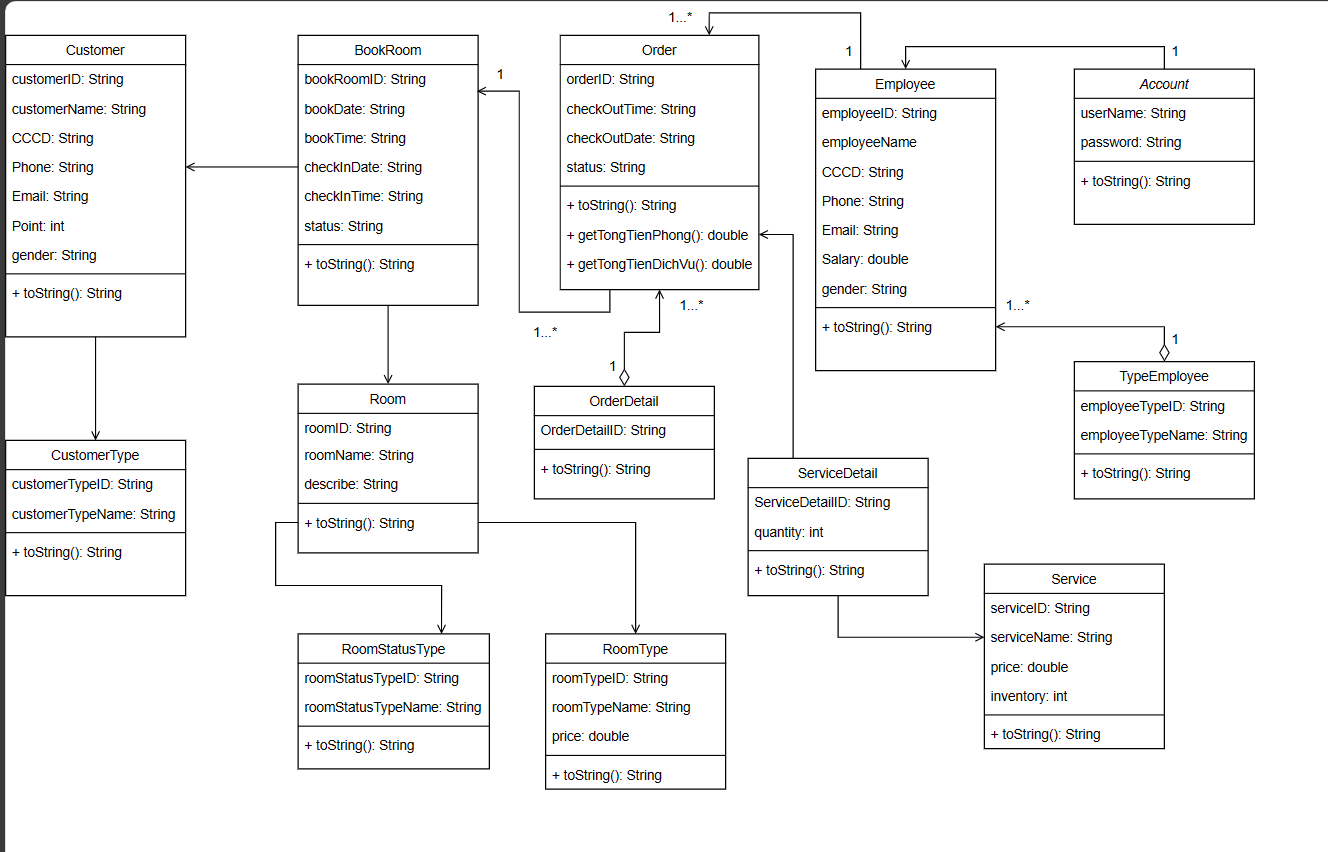 Customer
customerID: String
customerName: String
CCCD: String
Phone: String
Email: String
Point: int
gender: String
+ toString(): String
BookRoom
bookRoomID: String
bookDate: String
bookTime: String
checkInDate: String
checkInTime: String
status: String
+ toString(): String
1
1...*
Order
orderID: String
checkOutTime: String
checkOutDate: String
status: String
+ toString(): String
+ getTongTienPhong(): double
+ getTongTienDichVu(): double
1...*
1
Employee
employeeID: String
employeeName
CCCD: String
Phone: String
Email: String
Salary: double
gender: String
+ toString(): String
1
Account
userName: String
password: String
+ toString(): String
1...*
1
TypeEmployee
employeeTypeID: String
employeeTypeName: String
+ toString(): String
CustomerType
customerTypeID: String
customerTypeName: String
+ toString(): String
Room
roomID: String
roomName: String
describe: String
+ toString(): String
1...*
1
OrderDetail
OrderDetailID: String
+ toString(): String
ServiceDetail
ServiceDetailID: String
quantity: int
+ toString(): String
Service
serviceID: String
serviceName: String
price: double
inventory: int
+ toString(): String
RoomStatusType
roomStatusTypeID: String
roomStatusTypeName: String
+ toString(): String
RoomType
roomTypeID: String
roomTypeName: String
price: double
+ toString(): String